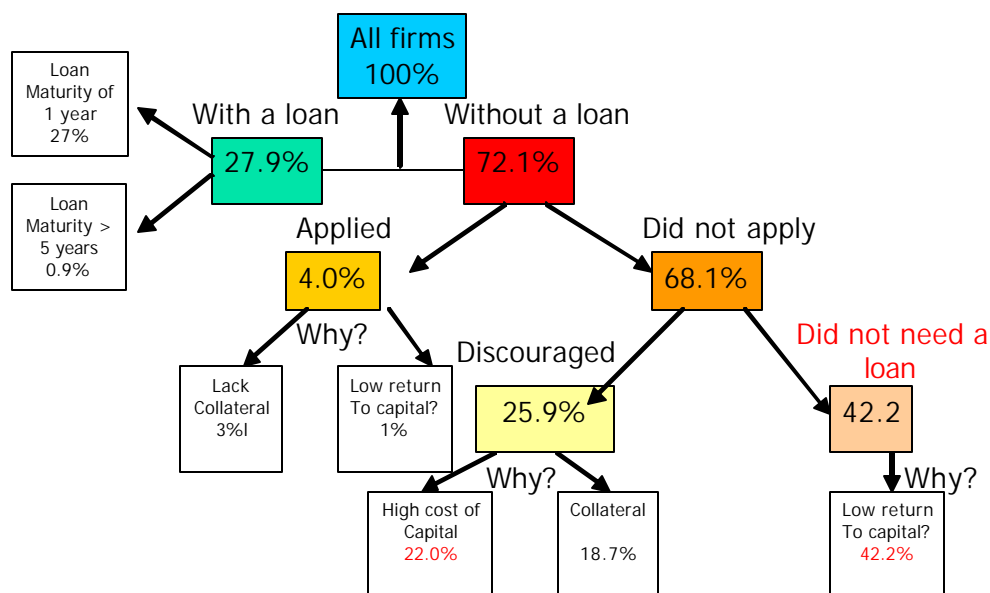 All firms
100%
Loan
Maturity of
1 year
27%
With a loan
Without a loan
27.9%
72.1%
Loan
Maturity >
5 years
0.9%
Applied
Did not apply
4.0%
68.1%
Why?
Did not need a
loan
Discouraged
Lack
Collateral
3%l
Low return
To capital?
1%
25.9%
42.2
Why?
Why?
High cost of
Capital
22.0%
Collateral
18.7%
Low return
To capital?
42.2%